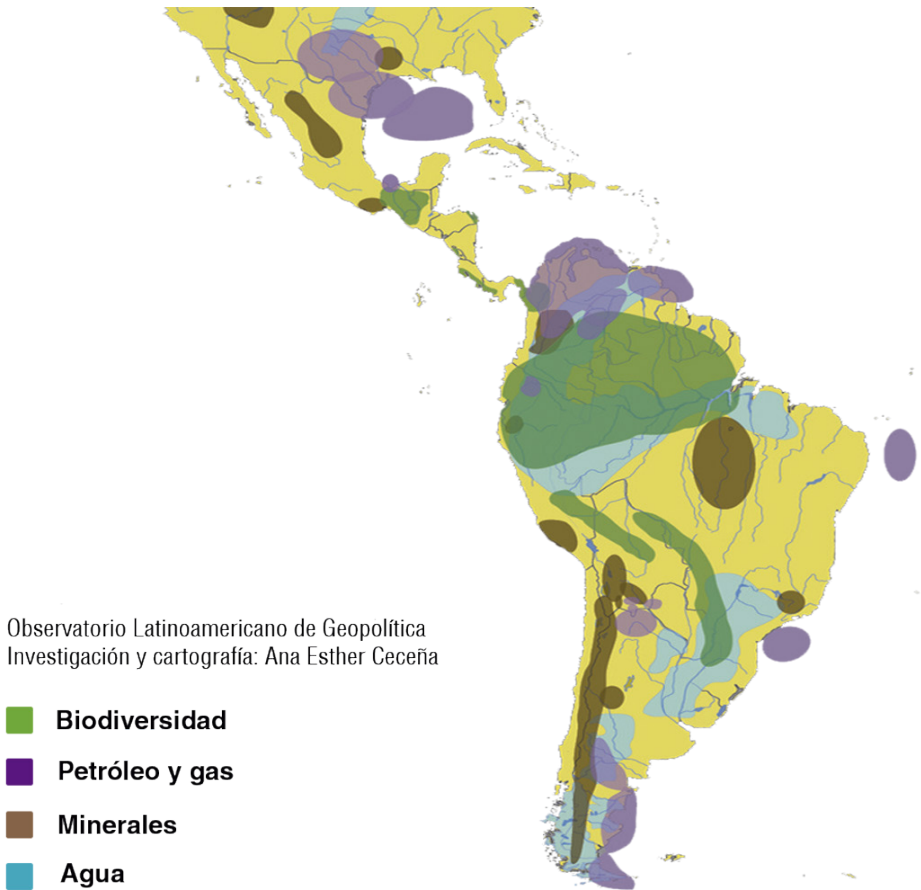 Observatorio Latinoamericano de Geopolítica
Investigación y cartografía: Ana Esther Ceceña
Biodiversidad
Petróleo y gas
Minerales
Agua